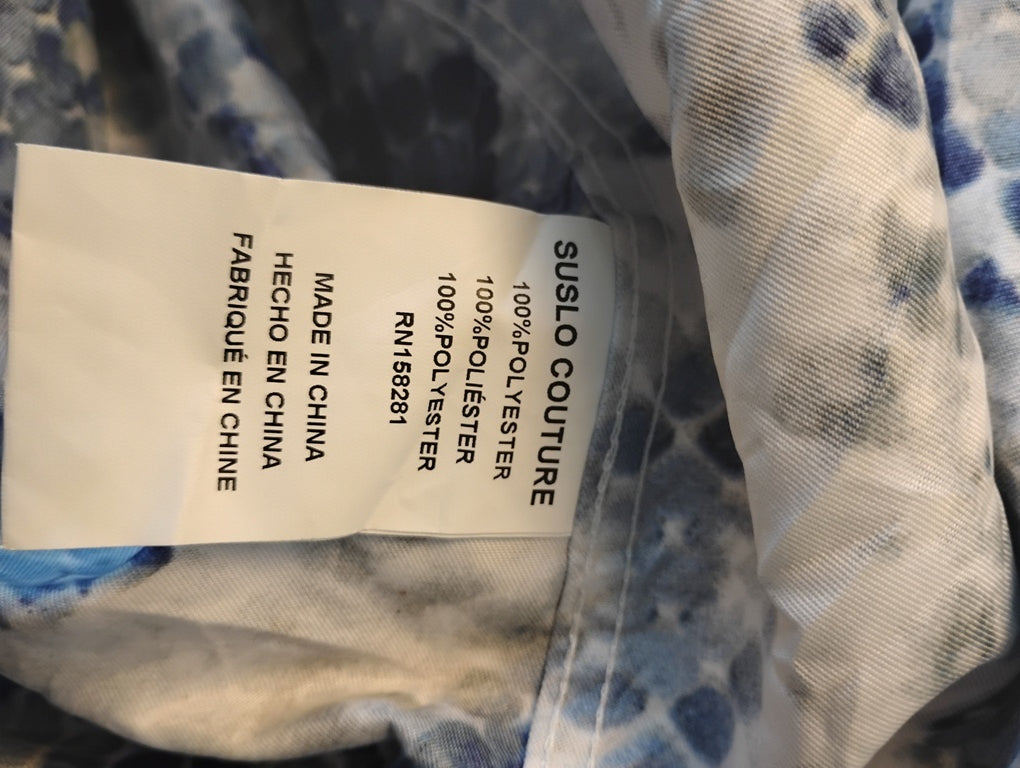 SUSLO COUTURE
100%POLYESTER
100%POLIÉSTER
100%POLYESTER
RN158281
MADE IN CHINA
HECHO EN CHINA
FABRIQUÉ EN CHINE